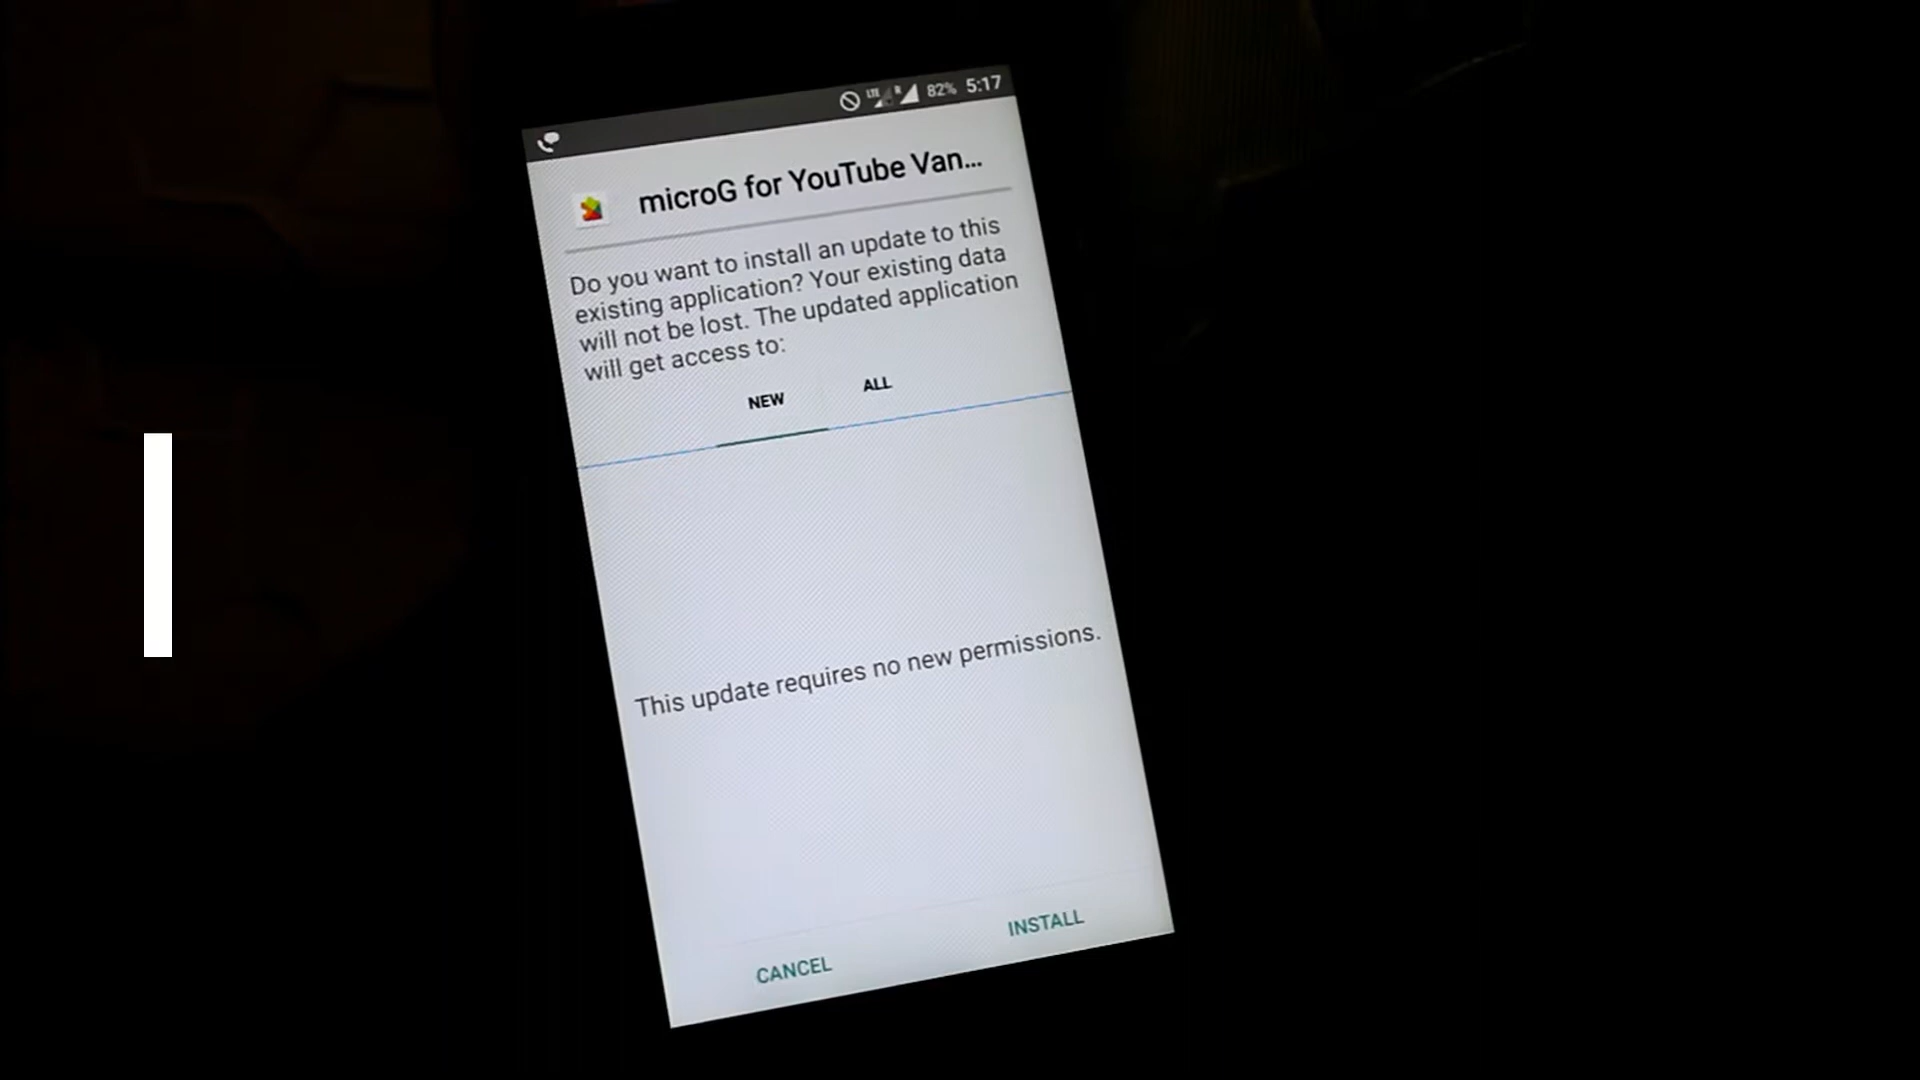 LTE R 82% 5:17
microG for YouTube Van...
Do you want to install an update to this
existing application? Your existing data
will not be lost. The updated application
will get access to:
NEW ALL
This update requires no new permissions.
CANCEL INSTALL